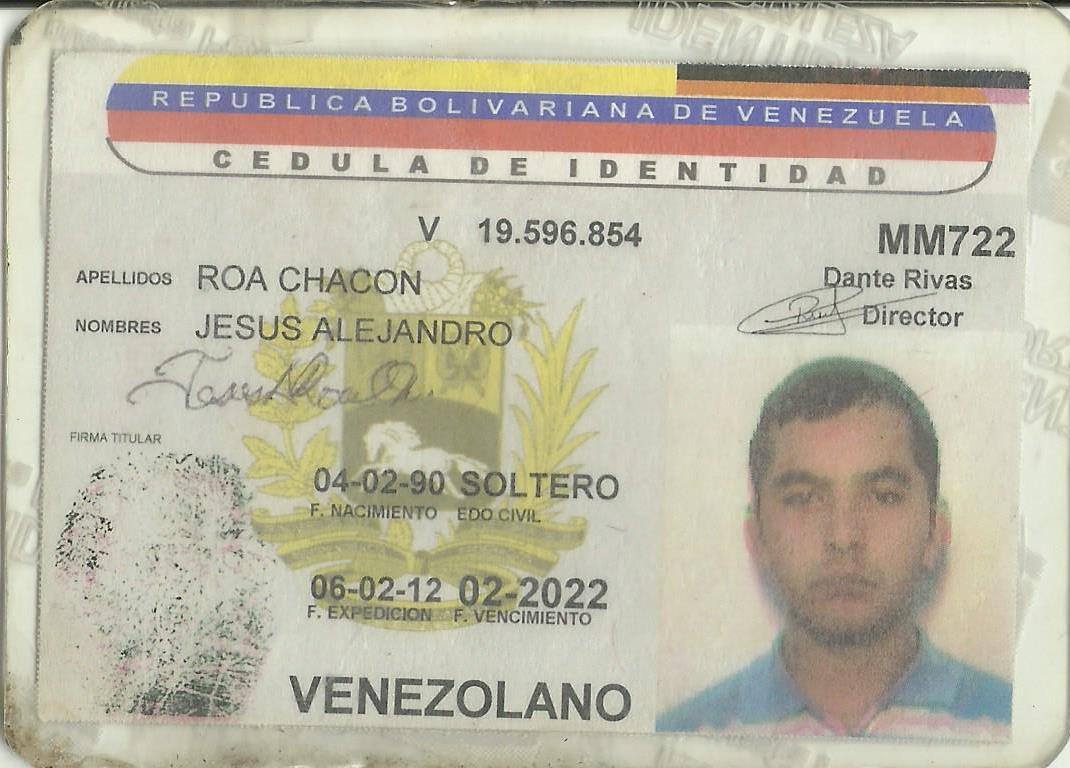 REPUBLICA BOLIVARIANA DE VENEZUELA
CEDULA DE IDENTIDAD
V 19.596.854
MM722
APELLIDOS ROA CHACON
Dante Rivas
Director
NOMBRES JESUS ALEJANDRO
FIRMA TITULAR
04-02-90 SOLTERO
F. NACIMIENTO EDO CIVIL
06-02-12 02-2022
F. EXPEDICION F. VENCIMIENTO
VENEZOLANO